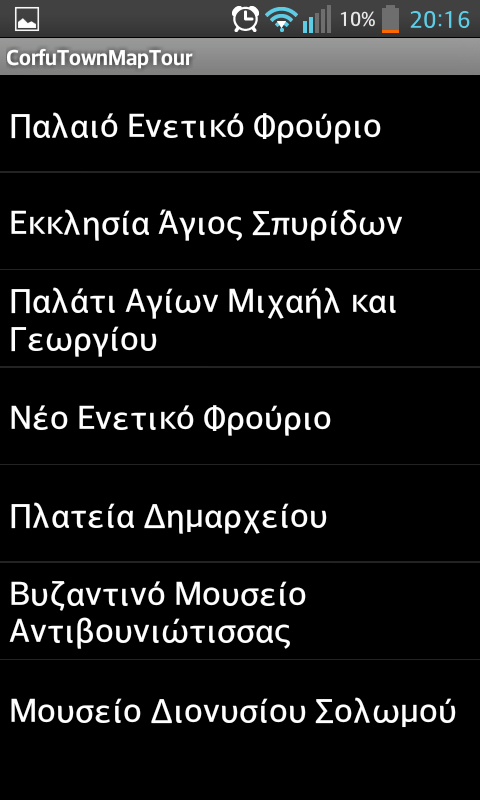 10% 20:16
CorfuTownMapTour
Παλαιό Ενετικό Φρούριο
Εκκλησία Άγιος Σπυρίδων
Παλάτι Αγίων Μιχαήλ και
Γεωργίου
Νέο Ενετικό Φρούριο
Πλατεία Δημαρχείου
Βυζαντινό Μουσείο
Αντιβουνιώτισσας
Μουσείο Διονυσίου Σολωμού